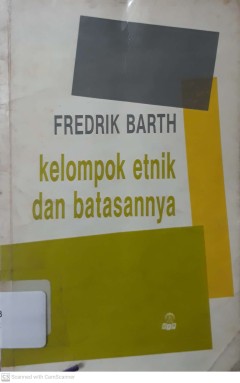 FREDRIK BARTH
kelompok etnik
dan batasannya
Scanned with CamScanner